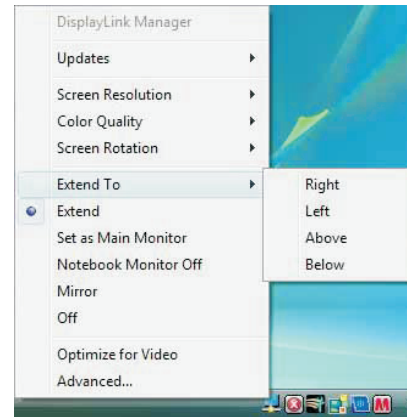 DisplayLink Manager
Updates
Screen Resolution
Color Quality
Screen Rotation
Extend To
Right
Extend
Left
Set as Main Monitor
Above
Notebook Monitor Off
Below
Mirror
Off
Optimize for Video
Advanced...